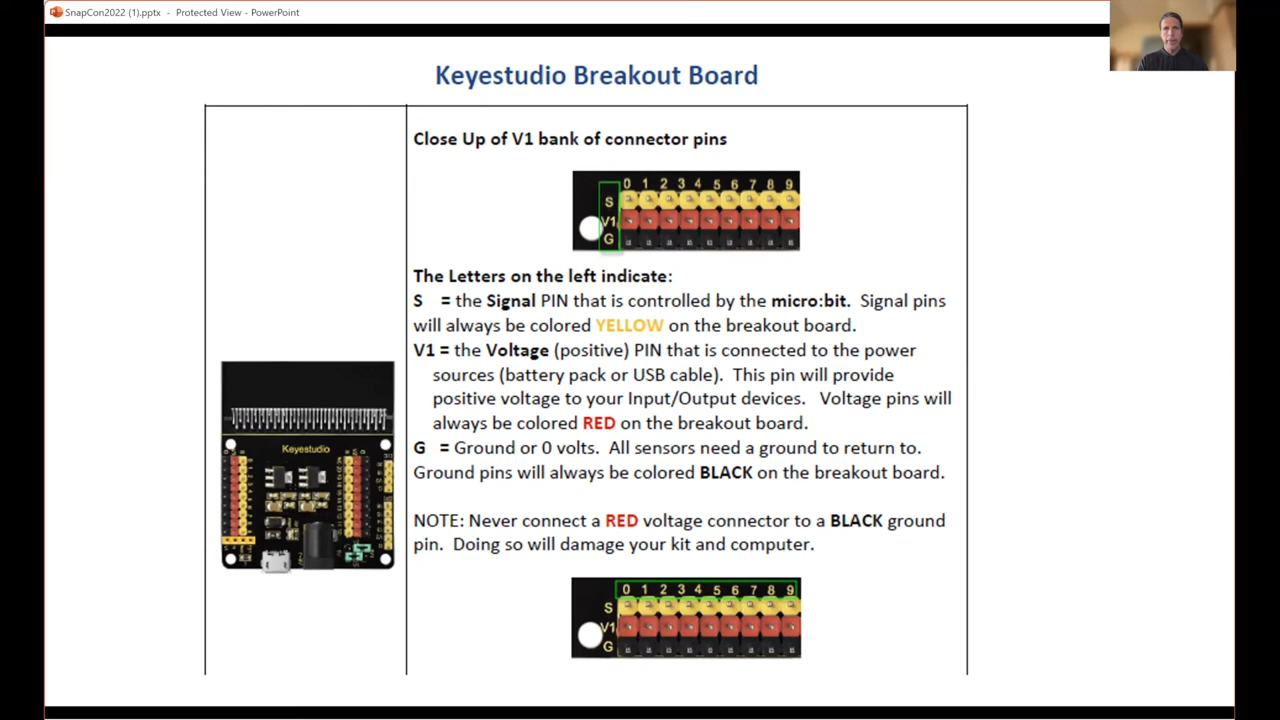 SnapCon2022 (1).pptx - Protected View - PowerPoint
Keyestudio Breakout Board
Close Up of V1 bank of connector pins
0 1 2 3 4 5 6 7 8 9
S
V1
G
The Letters on the left indicate:
S = the Signal PIN that is controlled by the micro:bit. Signal pins
will always be colored YELLOW on the breakout board.
V1 = the Voltage (positive) PIN that is connected to the power
sources (battery pack or USB cable). This pin will provide
positive voltage to your Input/Output devices. Voltage pins will
always be colored RED on the breakout board.
G = Ground or 0 volts. All sensors need a ground to return to.
Ground pins will always be colored BLACK on the breakout board.
Keyestudio
NOTE: Never connect a RED voltage connector to a BLACK ground
pin. Doing so will damage your kit and computer.
0 1 2 3 4 5 6 7 8 9
S
V1
G